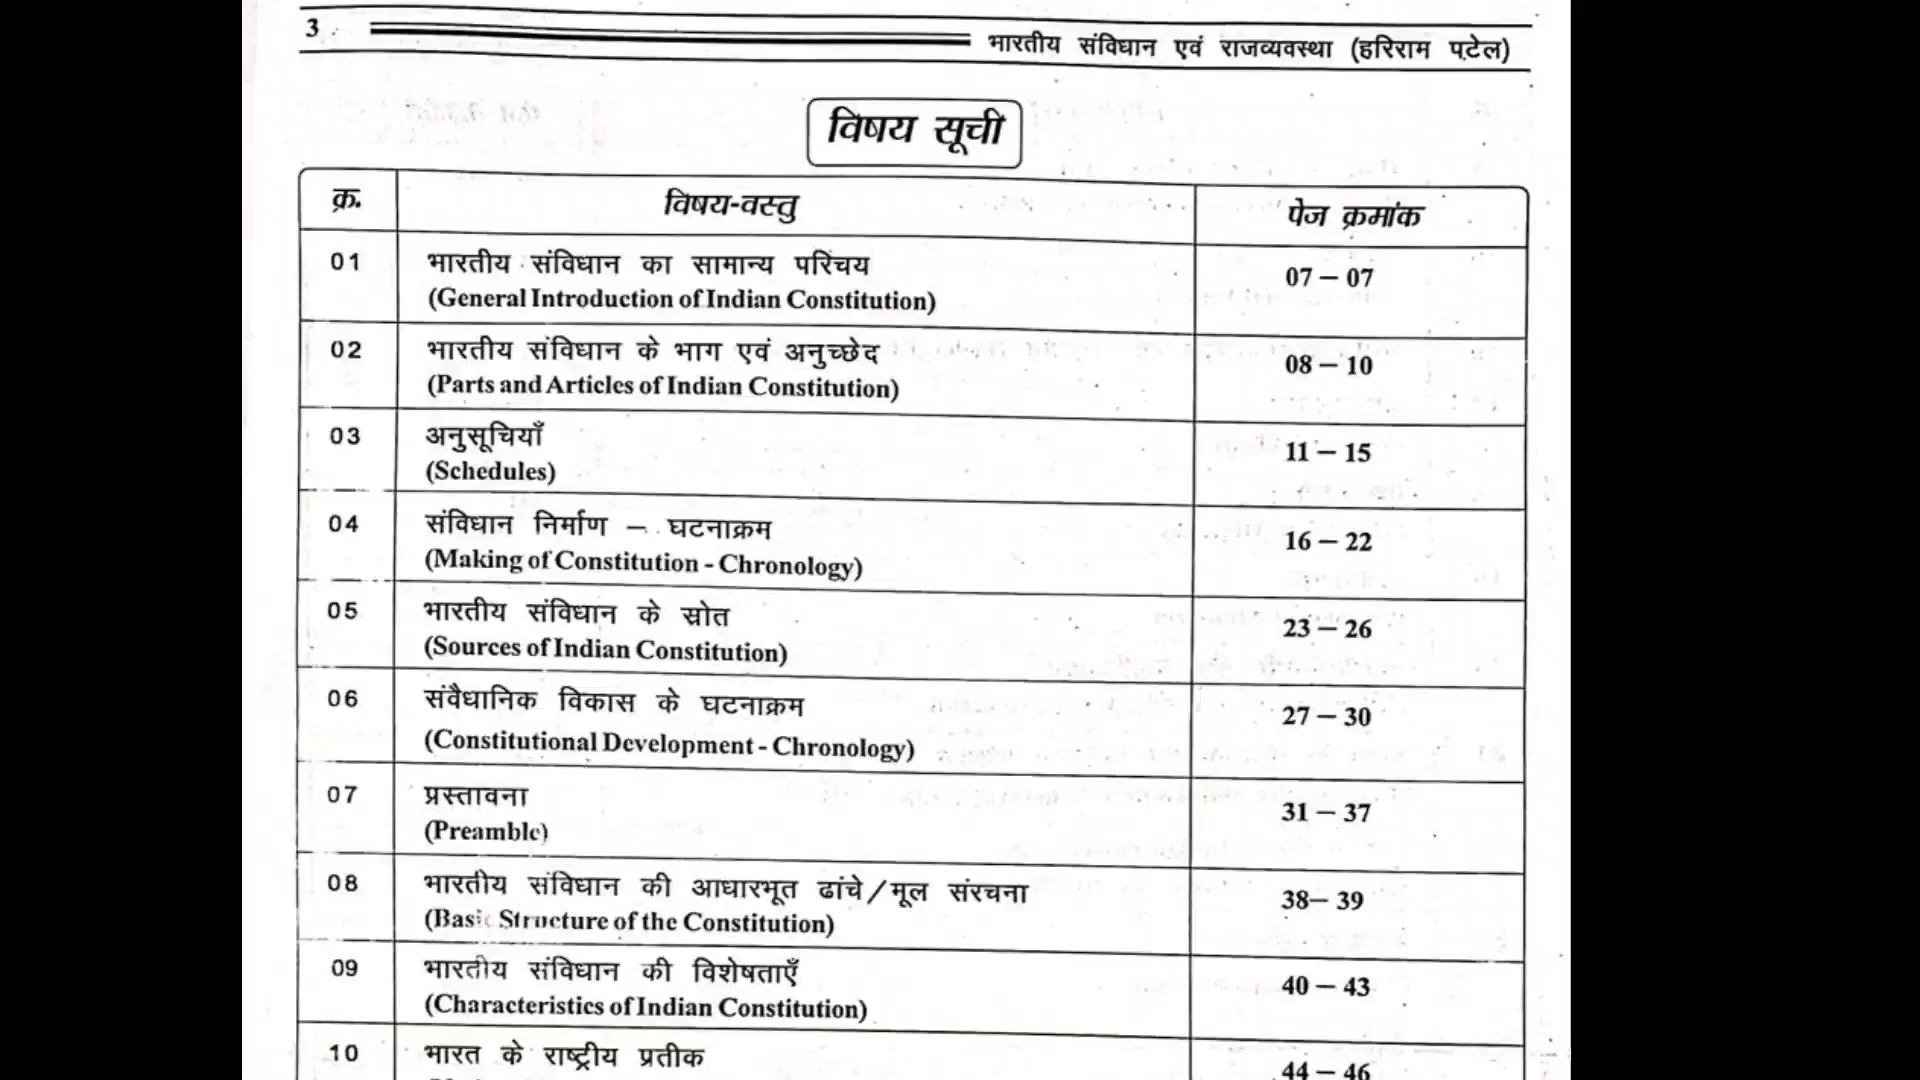 3
भारतीय संविधान एवं राजव्यवस्था (हरिराम पटेल)
विषय सूची
क्र. विषय-वस्तु पेज क्रमांक
01 भारतीय संविधान का सामान्य परिचय
(General Introduction of Indian Constitution)
07 – 07
02 भारतीय संविधान के भाग एवं अनुच्छेद
(Parts and Articles of Indian Constitution)
08 – 10
03 अनुसूचियाँ
(Schedules)
11 – 15
04 संविधान निर्माण – घटनाक्रम
(Making of Constitution - Chronology)
16 – 22
05 भारतीय संविधान के स्रोत
(Sources of Indian Constitution)
23 – 26
06 संवैधानिक विकास के घटनाक्रम
(Constitutional Development - Chronology)
27 – 30
07 प्रस्तावना
(Preamble)
31 – 37
08 भारतीय संविधान की आधारभूत ढांचे/मूल संरचना
(Basic Structure of the Constitution)
38– 39
09 भारतीय संविधान की विशेषताएँ
(Characteristics of Indian Constitution)
40 – 43
10 भारत के राष्ट्रीय प्रतीक
44 – 46